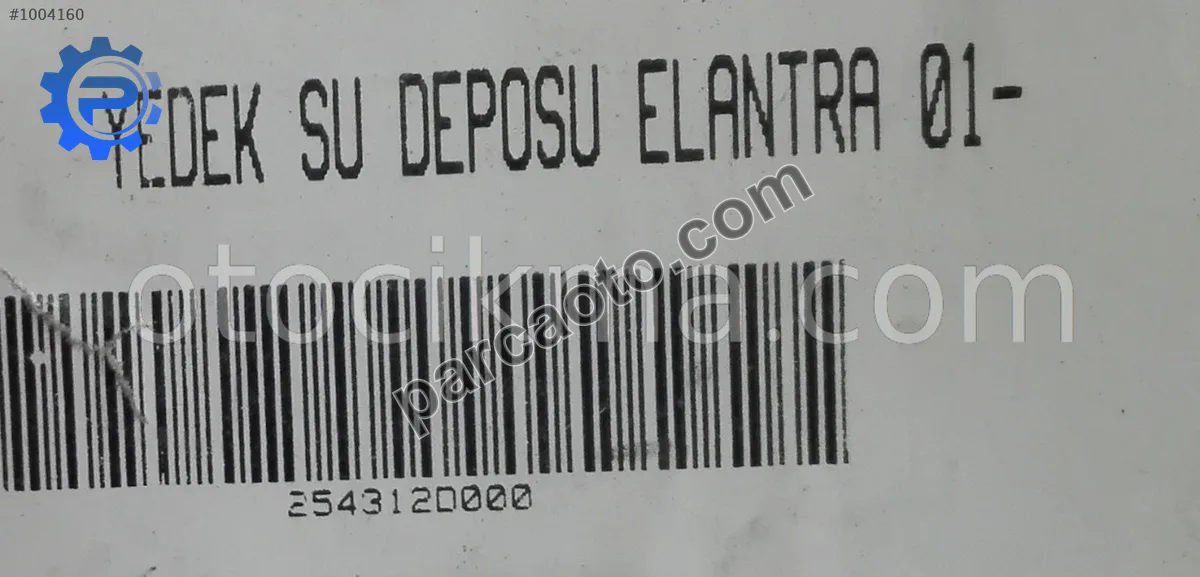 #1004160
YEDEK SU DEPOSU ELANTRA 01-
otocikma.com
parcaoto.com
254312D000